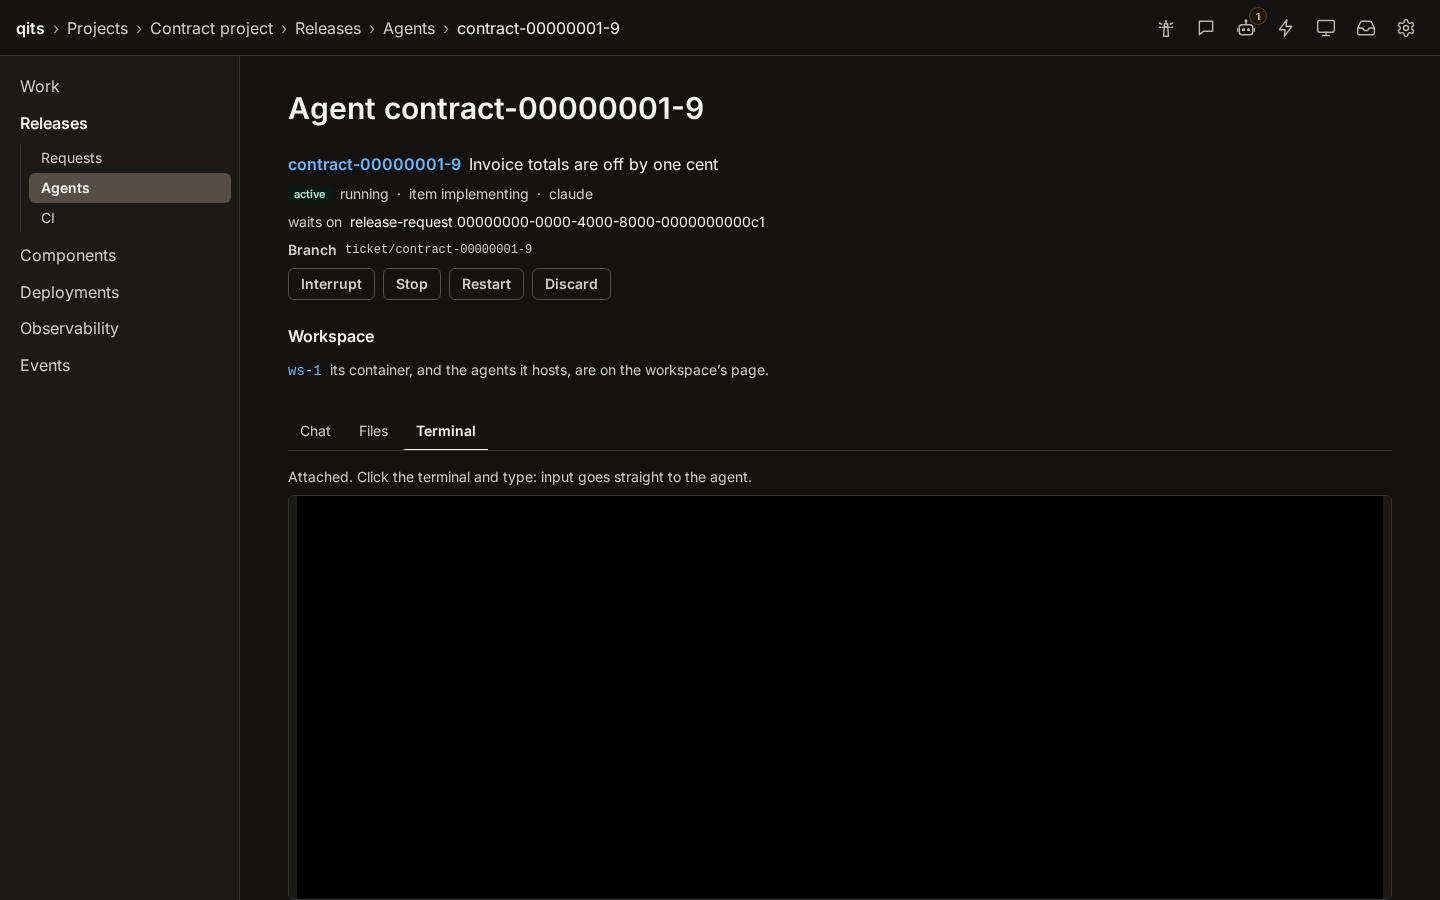 qits › Projects › Contract project › Releases › Agents › contract-00000001-9
1
Work
Releases
Requests
Agents
CI
Components
Deployments
Observability
Events
Agent contract-00000001-9
contract-00000001-9 Invoice totals are off by one cent
active running · item implementing · claude
waits on release-request 00000000-0000-4000-8000-0000000000c1
Branch ticket/contract-00000001-9
Interrupt Stop Restart Discard
Workspace
ws-1 its container, and the agents it hosts, are on the workspace’s page.
Chat Files Terminal
Attached. Click the terminal and type: input goes straight to the agent.